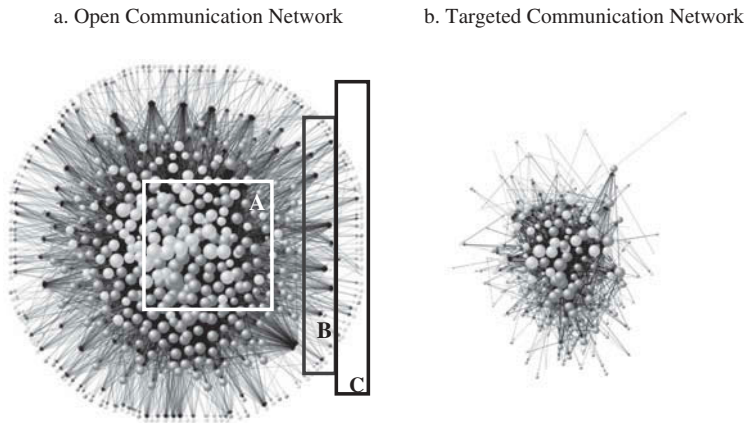 a. Open Communication Network
b. Targeted Communication Network
A
B
C